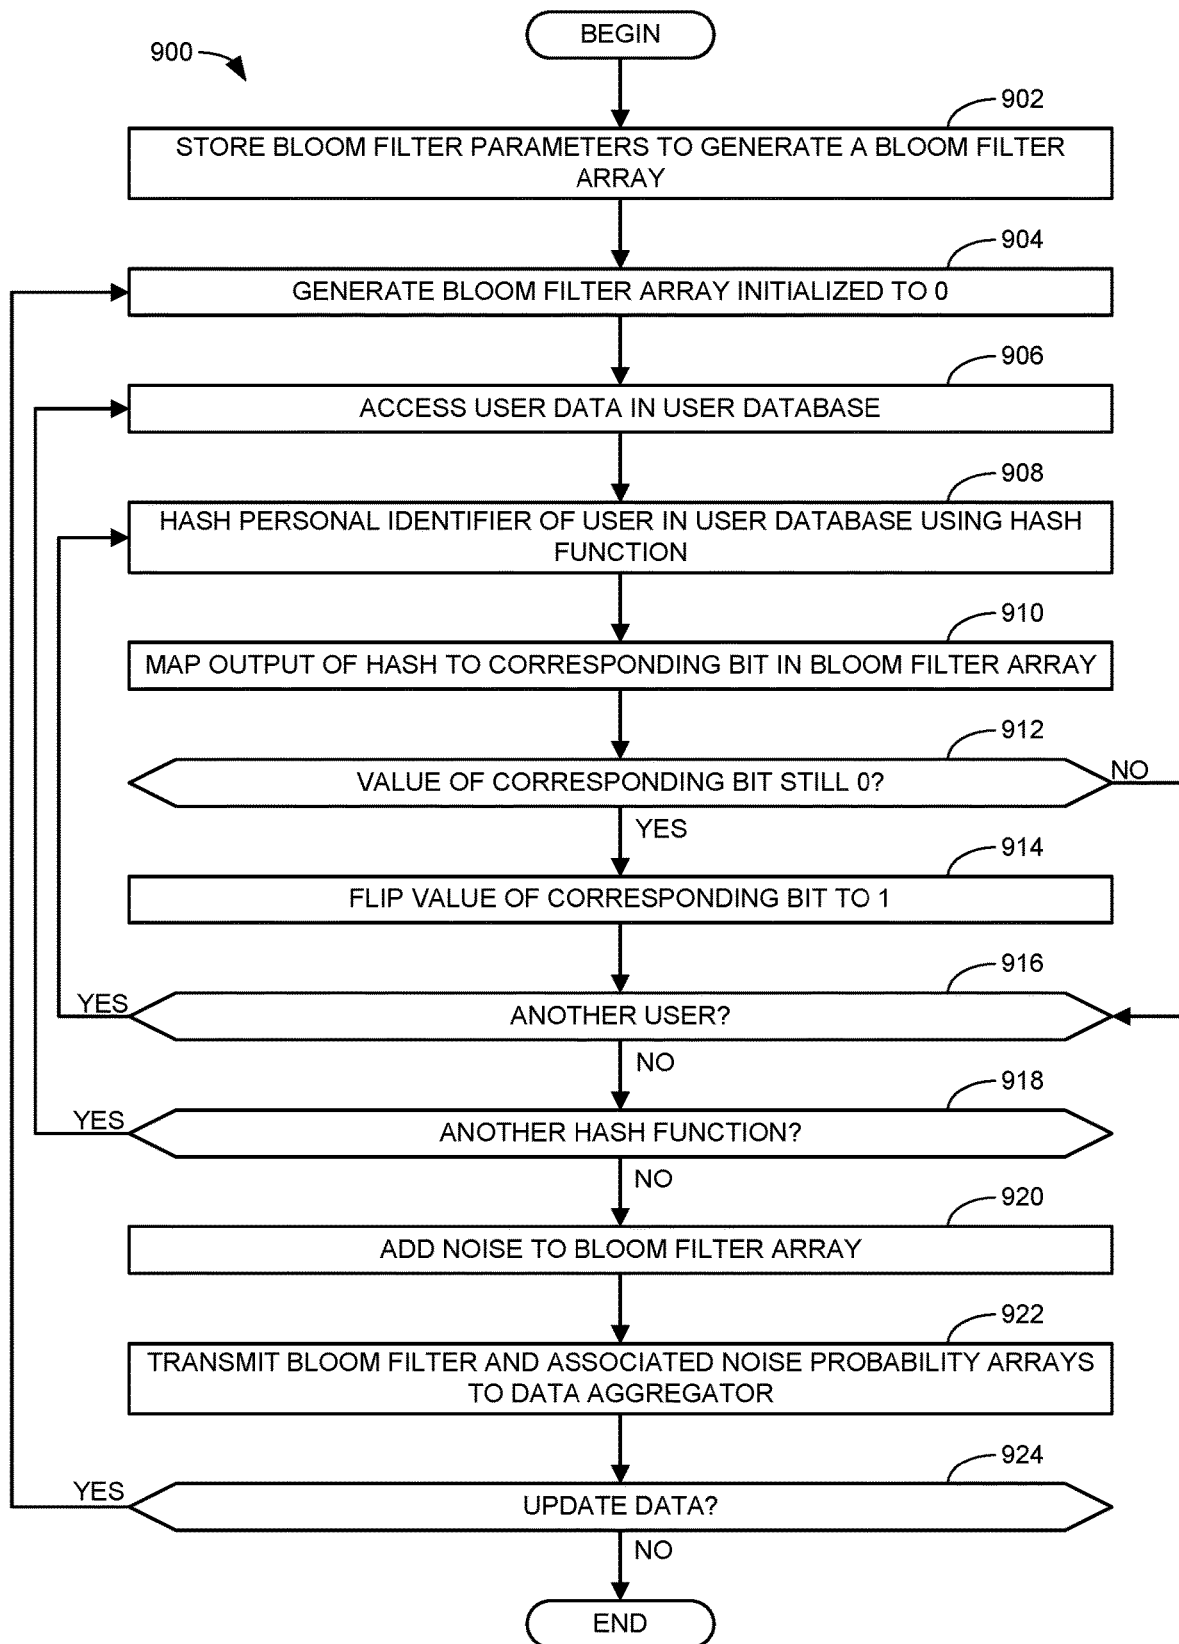 BEGIN
900
902
STORE BLOOM FILTER PARAMETERS TO GENERATE A BLOOM FILTER
ARRAY
904
GENERATE BLOOM FILTER ARRAY INITIALIZED TO 0
906
ACCESS USER DATA IN USER DATABASE
908
HASH PERSONAL IDENTIFIER OF USER IN USER DATABASE USING HASH
FUNCTION
910
MAP OUTPUT OF HASH TO CORRESPONDING BIT IN BLOOM FILTER ARRAY
912
VALUE OF CORRESPONDING BIT STILL 0?
NO
YES
914
FLIP VALUE OF CORRESPONDING BIT TO 1
916
YES
ANOTHER USER?
NO
918
YES
ANOTHER HASH FUNCTION?
NO
920
ADD NOISE TO BLOOM FILTER ARRAY
922
TRANSMIT BLOOM FILTER AND ASSOCIATED NOISE PROBABILITY ARRAYS
TO DATA AGGREGATOR
924
YES
UPDATE DATA?
NO
END